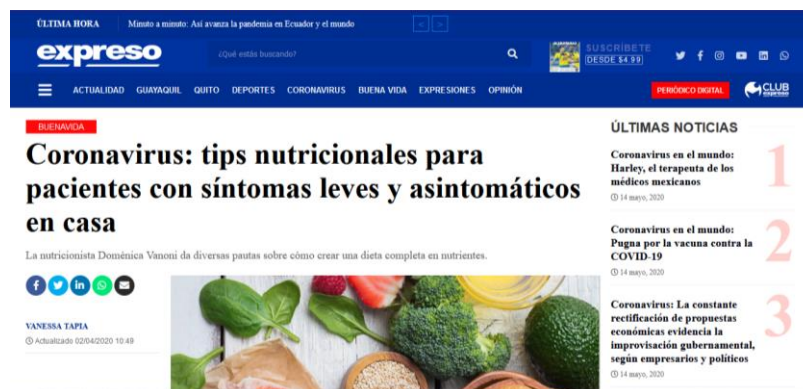 ÚLTIMA HORA Minuto a minuto: Así avanza la pandemia en Ecuador y el mundo < >
expreso ¿Qué estás buscando? SUSCRÍBETE
DESDE $4.99
ACTUALIDAD GUAYAQUIL QUITO DEPORTES CORONAVIRUS BUENA VIDA EXPRESIONES OPINIÓN PERIÓDICO DIGITAL CLUB
expreso
BUENAVIDA
Coronavirus: tips nutricionales para
pacientes con síntomas leves y asintomáticos
en casa
La nutricionista Doménica Vanoni da diversas pautas sobre cómo crear una dieta completa en nutrientes.
VANESSA TAPIA
Actualizado 02/04/2020 10:49
ÚLTIMAS NOTICIAS
Coronavirus en el mundo:
Harley, el terapeuta de los
médicos mexicanos
14 mayo, 2020
1
Coronavirus en el mundo:
Pugna por la vacuna contra la
COVID-19
14 mayo, 2020
2
Coronavirus: La constante
rectificación de propuestas
económicas evidencia la
improvisación gubernamental,
según empresarios y políticos
14 mayo, 2020
3